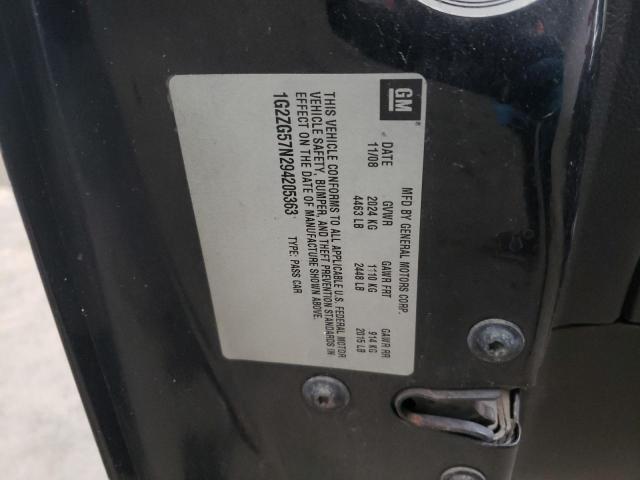 GM
MFD BY GENERAL MOTORS CORP.
DATE GVWR GAWR FRT GAWR RR
11/08 2024 KG 1110 KG 914 KG
4463 LB 2448 LB 2015 LB
THIS VEHICLE CONFORMS TO ALL APPLICABLE U.S. FEDERAL MOTOR
VEHICLE SAFETY, BUMPER, AND THEFT PREVENTION STANDARDS IN
EFFECT ON THE DATE OF MANUFACTURE SHOWN ABOVE.
1G2ZG57N294205363 TYPE: PASS CAR